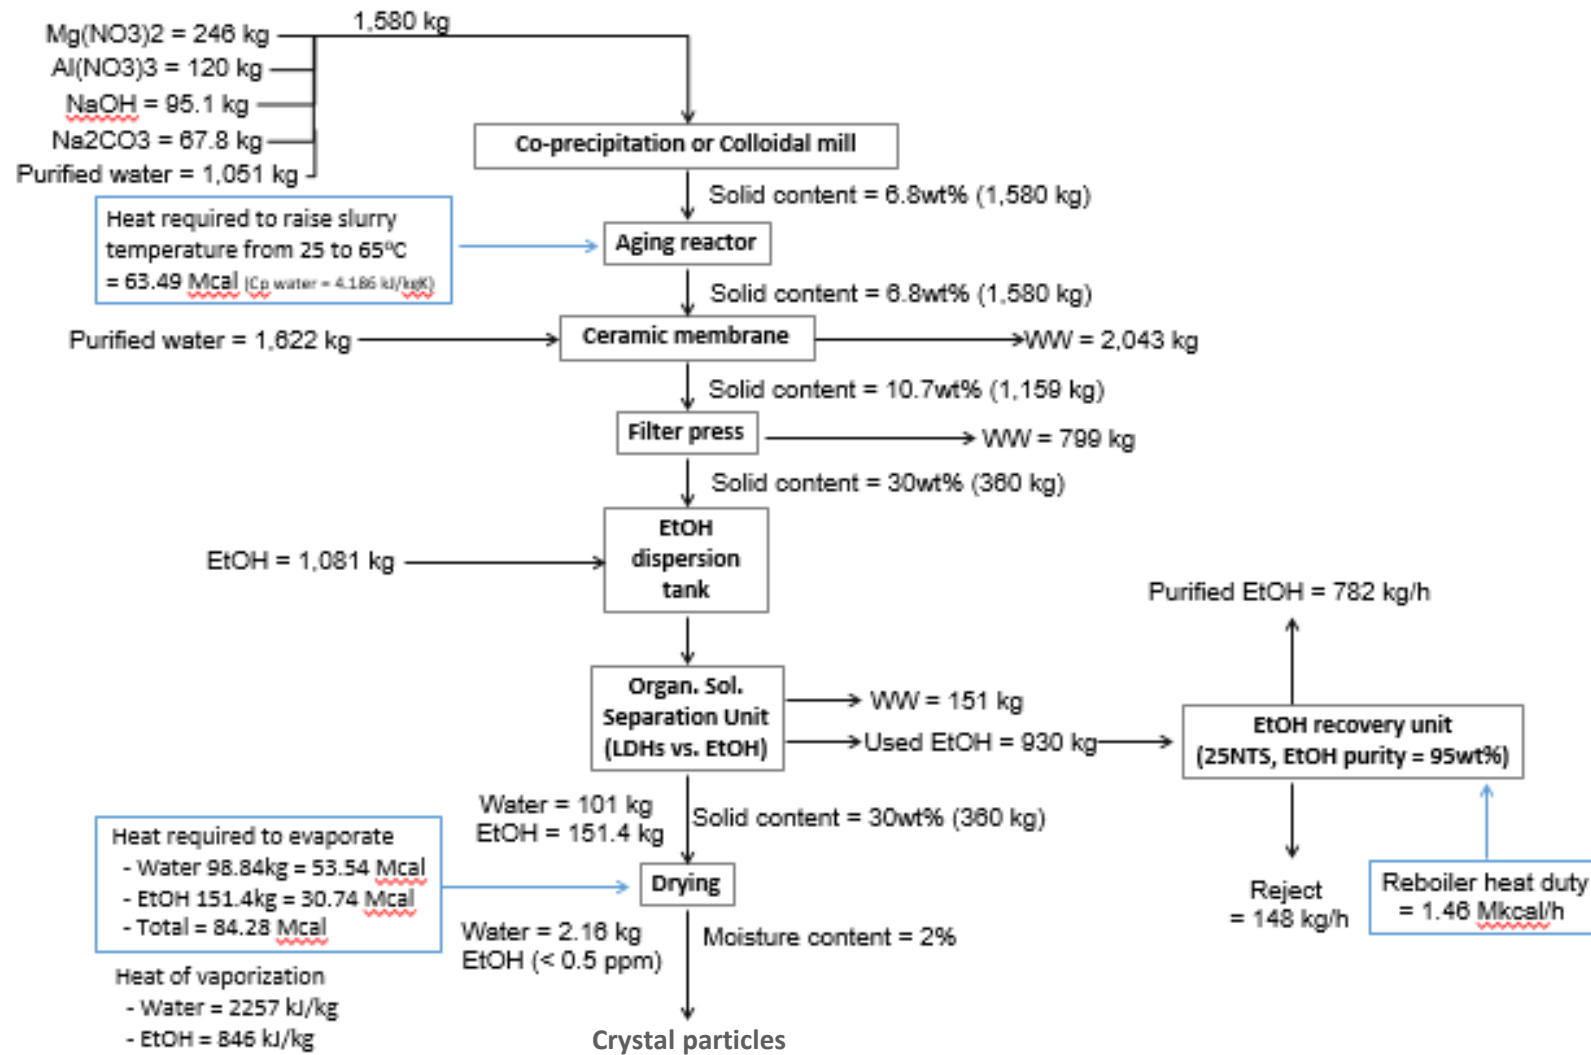 1,580 kg
Mg(NO3)2 = 246 kg
Al(NO3)3 = 120 kg
NaOH = 95.1 kg
Na2CO3 = 67.8 kg
Purified water = 1,051 kg
Co-precipitation or Colloidal mill
Solid content = 6.8wt% (1,580 kg)
Heat required to raise slurry
temperature from 25 to 65ºC
= 63.49 Mcal (Cp water = 4.186 kJ/kgK)
Aging reactor
Solid content = 6.8wt% (1,580 kg)
Purified water = 1,622 kg
Ceramic membrane
WW = 2,043 kg
Solid content = 10.7wt% (1,159 kg)
Filter press
WW = 799 kg
Solid content = 30wt% (360 kg)
EtOH = 1,081 kg
EtOH
dispersion
tank
Purified EtOH = 782 kg/h
Organ. Sol.
Separation Unit
(LDHs vs. EtOH)
WW = 151 kg
Used EtOH = 930 kg
EtOH recovery unit
(25NTS, EtOH purity = 95wt%)
Water = 101 kg
EtOH = 151.4 kg
Solid content = 30wt% (360 kg)
Heat required to evaporate
- Water 98.84kg = 53.54 Mcal
- EtOH 151.4kg = 30.74 Mcal
- Total = 84.28 Mcal
Drying
Reject
= 148 kg/h
Reboiler heat duty
= 1.46 Mkcal/h
Water = 2.16 kg
EtOH (< 0.5 ppm)
Moisture content = 2%
Heat of vaporization
- Water = 2257 kJ/kg
- EtOH = 846 kJ/kg
Crystal particles